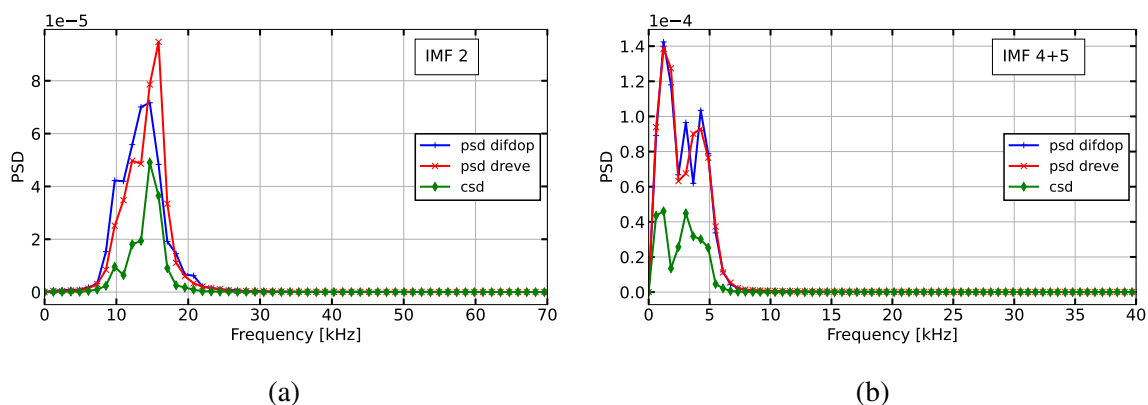 1e−5
IMF 2
8
6
4
2
0
PSD
psd difdop
psd dreve
csd
0 10 20 30 40 50 60 70
Frequency [kHz]
(a)
1e−4
IMF 4+5
1.4
1.2
1.0
0.8
0.6
0.4
0.2
0.0
PSD
psd difdop
psd dreve
csd
0 5 10 15 20 25 30 35 40
Frequency [kHz]
(b)